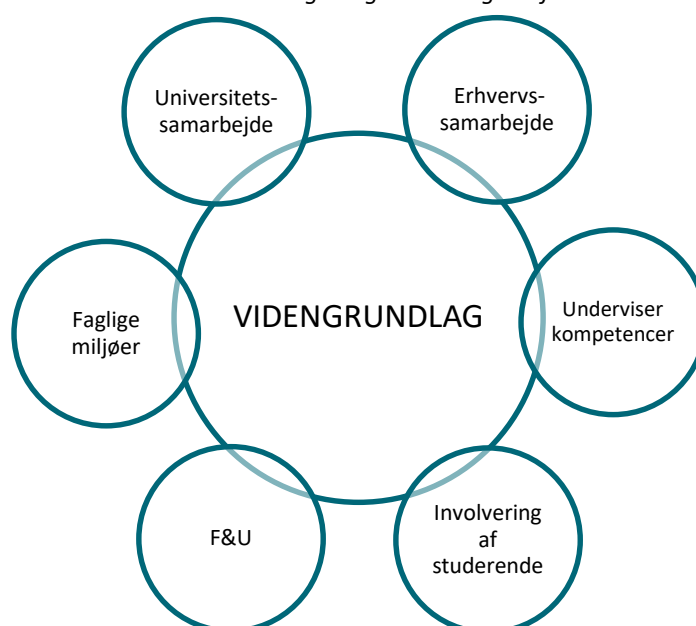 Universitets-
samarbejde
Erhvervs-
samarbejde
VIDENGRUNDLAG
Faglige
miljøer
Underviser
kompetencer
F&U
Involvering
af
studerende